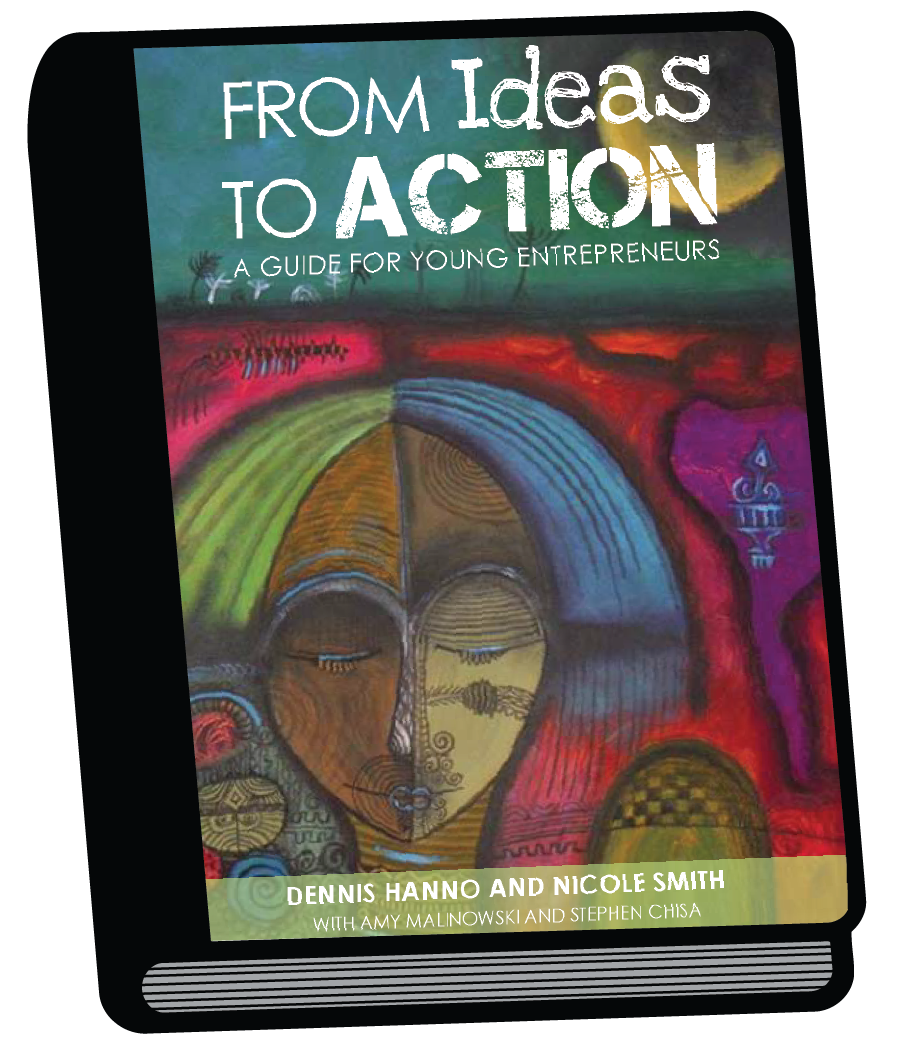 FROM Ideas
TO ACTION
A GUIDE FOR YOUNG ENTREPRENEURS
DENNIS HANNO AND NICOLE SMITH
WITH AMY MALINOWSKI AND STEPHEN CHISA